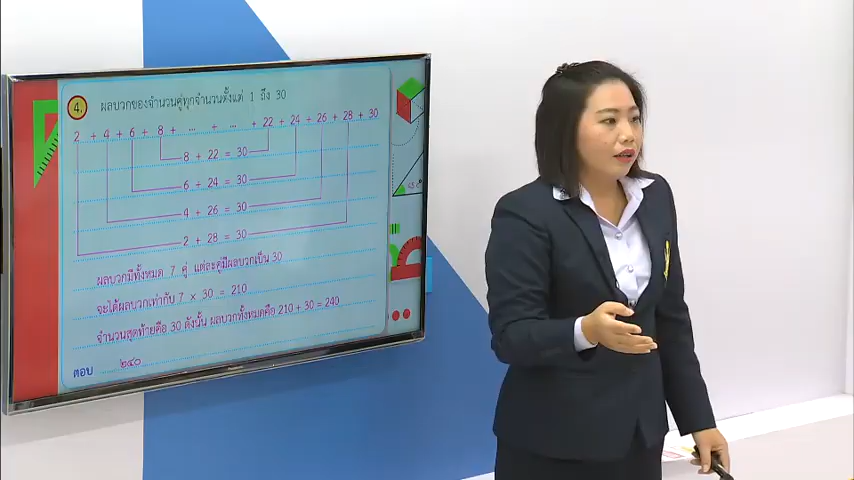 4. ผลบวกของจำนวนคู่ทุกจำนวนตั้งแต่ 1 ถึง 30
2 + 4 + 6 + 8 + ... + ... + 22 + 24 + 26 + 28 + 30
8 + 22 = 30
6 + 24 = 30
4 + 26 = 30
2 + 28 = 30
ผลบวกมีทั้งหมด 7 คู่ แต่ละคู่มีผลบวกเป็น 30
จะได้ผลบวกเท่ากับ 7 × 30 = 210
จำนวนสุดท้ายคือ 30 ดังนั้น ผลบวกทั้งหมดคือ 210 + 30 = 240
ตอบ ๒๔๐